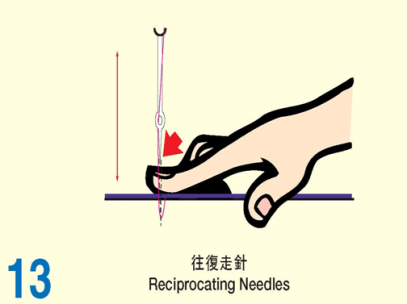 往復走針
13
Reciprocating Needles